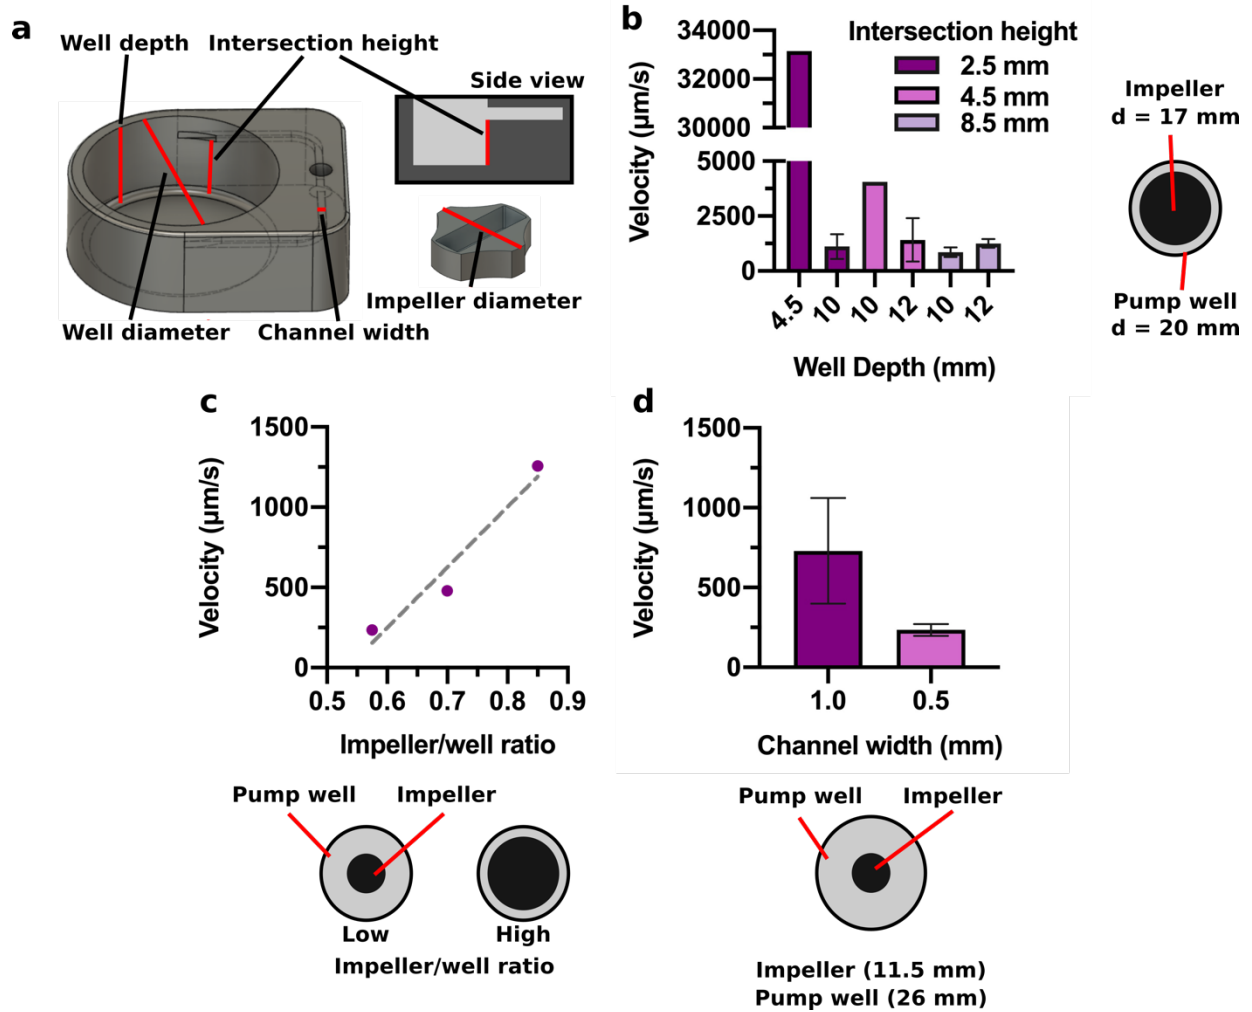 a
Well depth
Intersection height
Side view
Impeller diameter
Well diameter
Channel width
b
Velocity (μm/s)
34000
32000
30000
5000
2500
0
Intersection height
2.5 mm
4.5 mm
8.5 mm
4.5
10
10
12
10
12
Well Depth (mm)
Impeller
d = 17 mm
Pump well
d = 20 mm
c
Velocity (μm/s)
1500
1000
500
0
0.5
0.6
0.7
0.8
0.9
Impeller/well ratio
Pump well
Impeller
Low
High
Impeller/well ratio
d
Velocity (μm/s)
1500
1000
500
0
1.0
0.5
Channel width (mm)
Pump well
Impeller
Impeller (11.5 mm)
Pump well (26 mm)